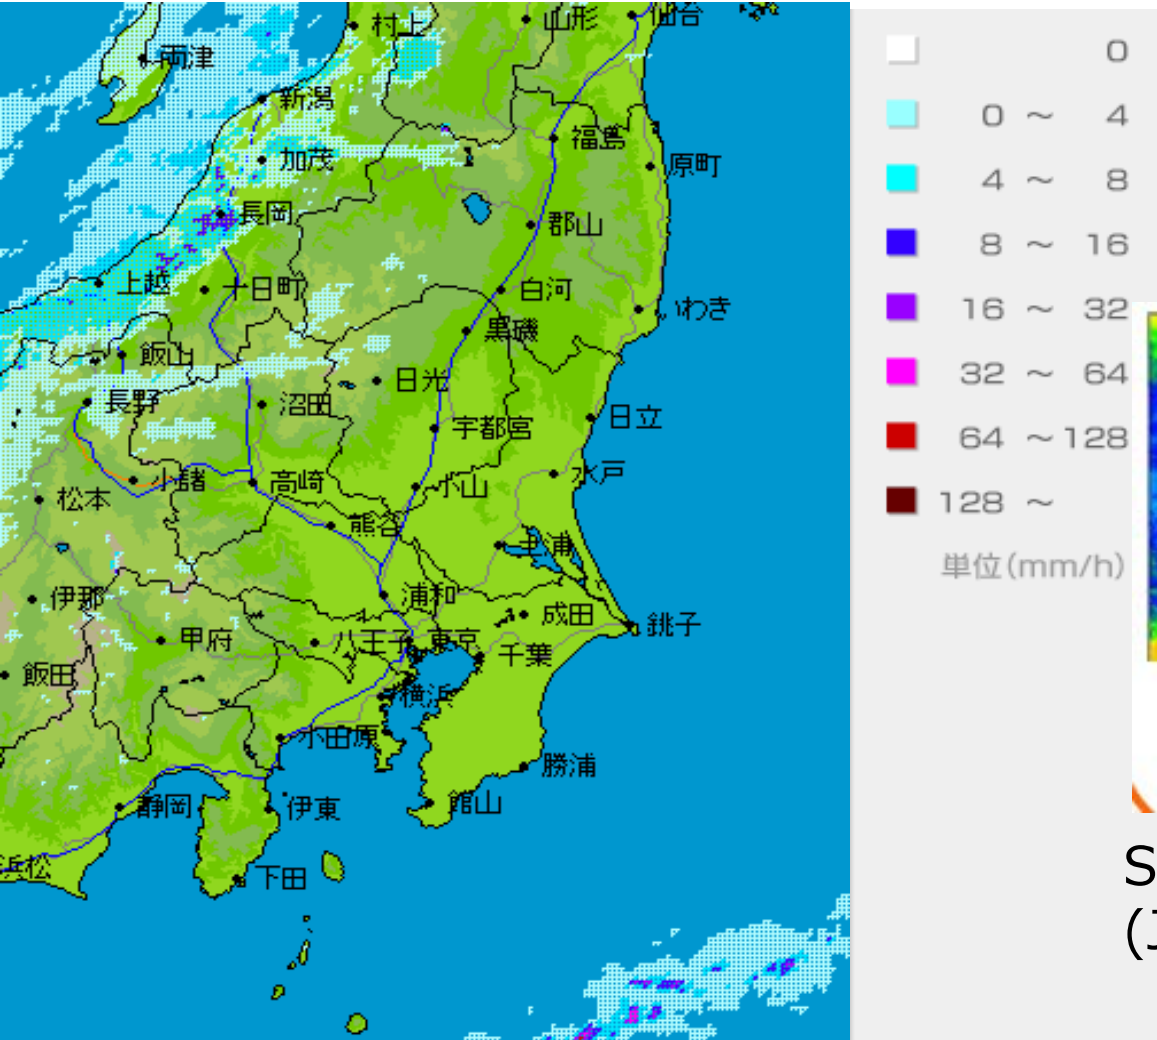 村上
山形
仙台
両津
新潟
福島
加茂
原町
長岡
郡山
上越
十日町
白河
いわき
黒磯
飯山
日光
長野
沼田
日立
宇都宮
水戸
小諸
高崎
小山
松本
熊谷
土浦
伊那
浦和
成田
銚子
甲府
八王子
東京
千葉
飯田
横浜
小田原
勝浦
静岡
伊東
館山
浜松
下田
0
0 ～ 4
4 ～ 8
8 ～ 16
16 ～ 32
32 ～ 64
64 ～128
128 ～
単位(mm/h)
S
(J